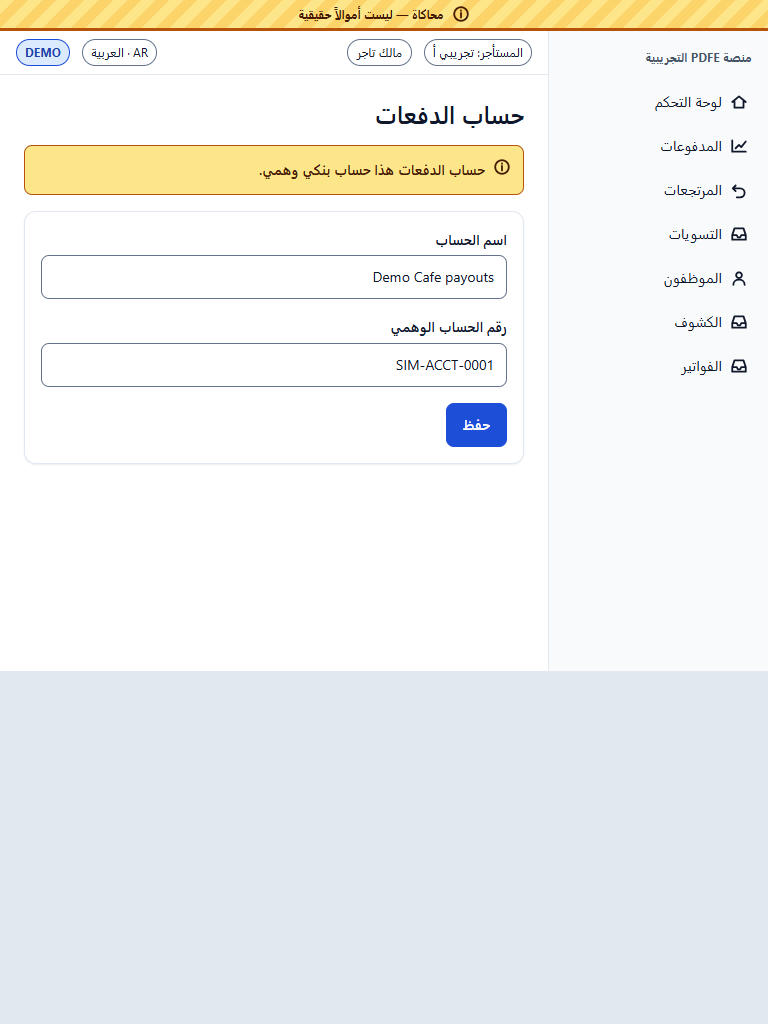 محاكاة — ليست أموالاً حقيقية
منصة PDFE التجريبية
لوحة التحكم
المدفوعات
المرتجعات
التسويات
الموظفون
الكشوف
الفواتير
المستأجر: تجريبي أ
مالك تاجر
AR · العربية
DEMO
حساب الدفعات
حساب الدفعات هذا حساب بنكي وهمي.
اسم الحساب
Demo Cafe payouts
رقم الحساب الوهمي
SIM-ACCT-0001
حفظ